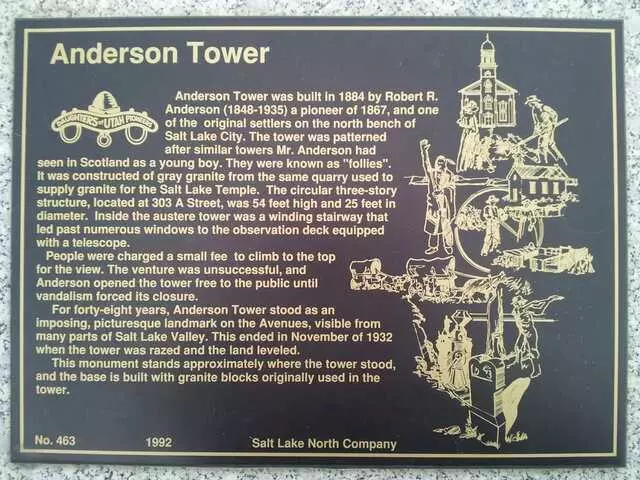 Anderson Tower
DAUGHTERS OF UTAH PIONEERS
Anderson Tower was built in 1884 by Robert R.
Anderson (1848-1935) a pioneer of 1867, and one
of the original settlers on the north bench of
Salt Lake City. The tower was patterned
after similar towers Mr. Anderson had
seen in Scotland as a young boy. They were known as "follies".
It was constructed of gray granite from the same quarry used to
supply granite for the Salt Lake Temple. The circular three-story
structure, located at 303 A Street, was 54 feet high and 25 feet in
diameter. Inside the austere tower was a winding stairway that
led past numerous windows to the observation deck equipped
with a telescope.
People were charged a small fee to climb to the top
for the view. The venture was unsuccessful, and
Anderson opened the tower free to the public until
vandalism forced its closure.
For forty-eight years, Anderson Tower stood as an
imposing, picturesque landmark on the Avenues, visible from
many parts of Salt Lake Valley. This ended in November of 1932
when the tower was razed and the land leveled.
This monument stands approximately where the tower stood,
and the base is built with granite blocks originally used in the
tower.
No. 463 1992 Salt Lake North Company